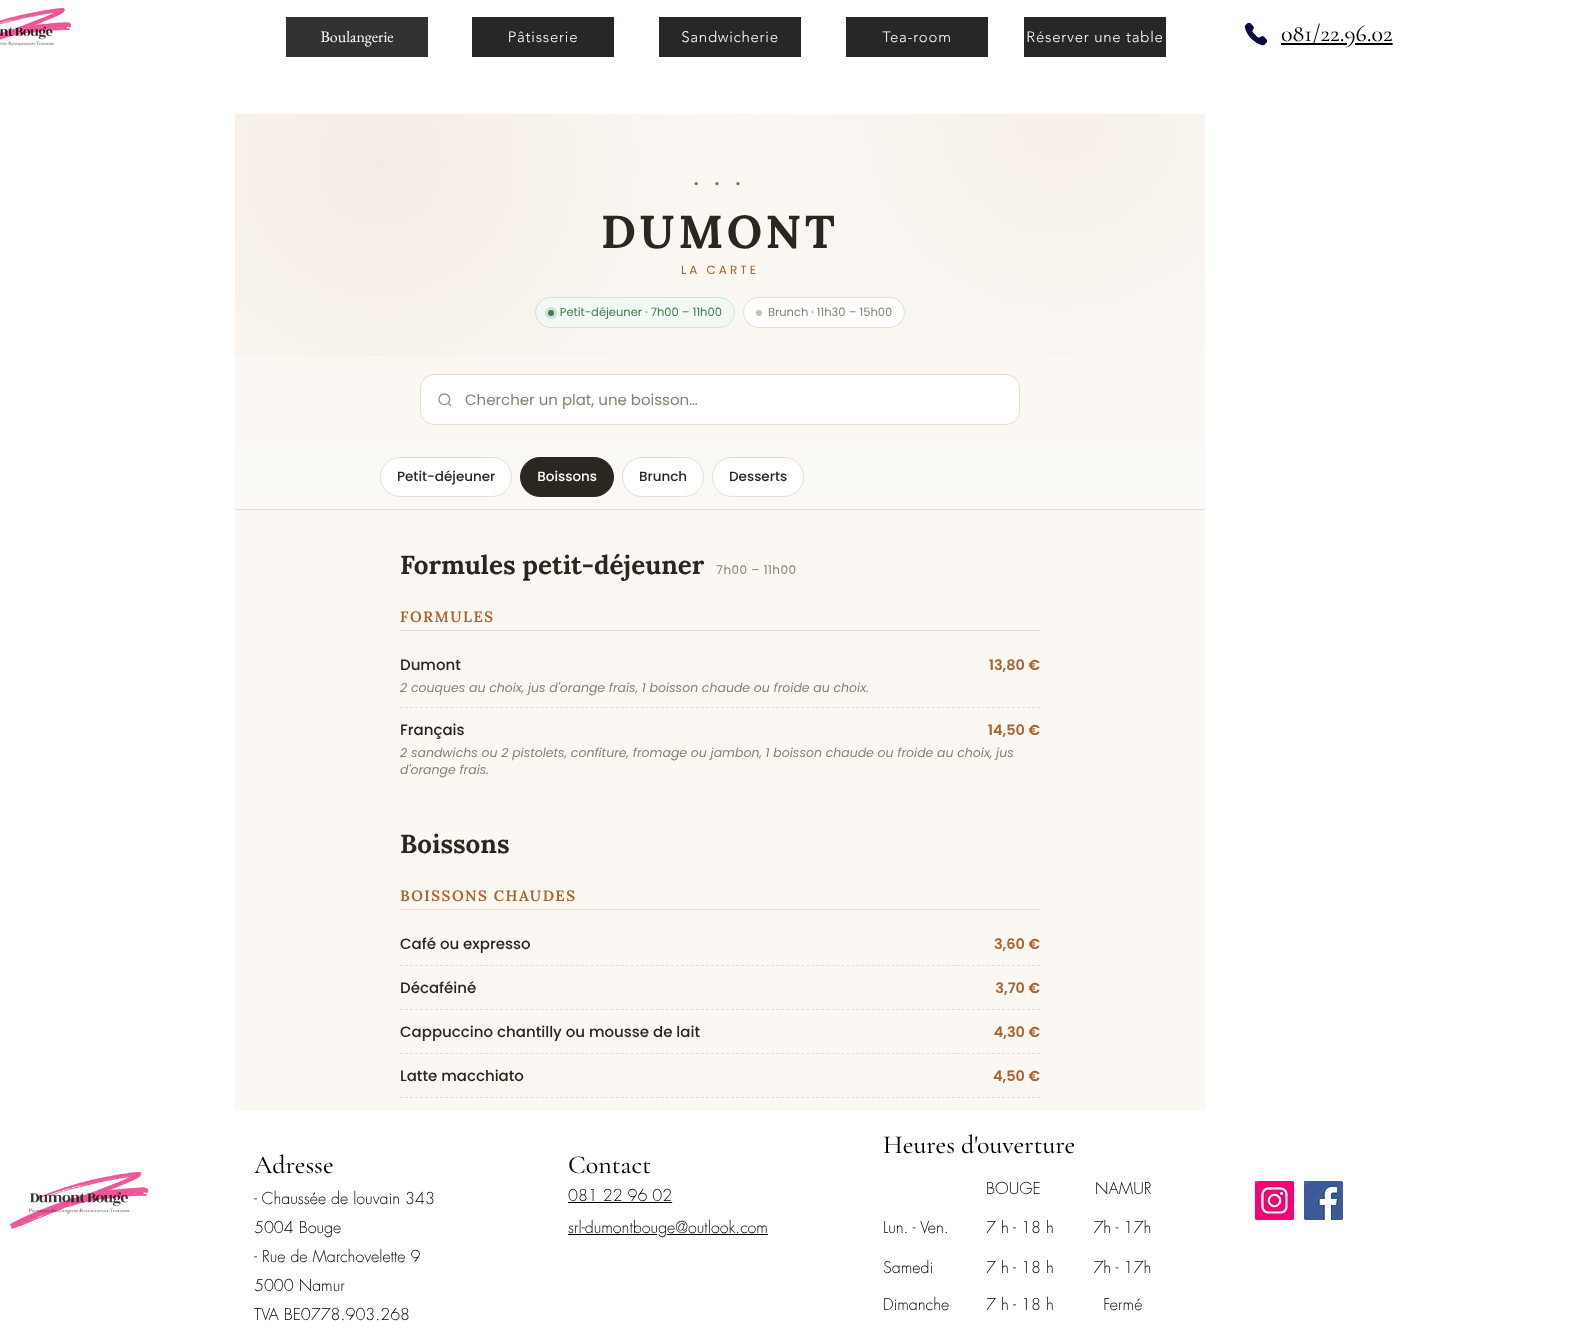 nt Bouge
Boulangerie
Pâtisserie
Sandwicherie
Tea-room
Réserver une table
081/22.96.02
DUMONT
LA CARTE
Petit-déjeuner · 7h00 – 11h00
Brunch · 11h30 – 15h00
Chercher un plat, une boisson…
Petit-déjeuner
Boissons
Brunch
Desserts
Formules petit-déjeuner 7h00 – 11h00
FORMULES
Dumont 13,80 €
2 couques au choix, jus d'orange frais, 1 boisson chaude ou froide au choix.
Français 14,50 €
2 sandwichs ou 2 pistolets, confiture, fromage ou jambon, 1 boisson chaude ou froide au choix, jus
d'orange frais.
Boissons
BOISSONS CHAUDES
Café ou expresso 3,60 €
Décaféiné 3,70 €
Cappuccino chantilly ou mousse de lait 4,30 €
Latte macchiato 4,50 €
Dumont Bouge
Adresse
- Chaussée de louvain 343
5004 Bouge
- Rue de Marchovelette 9
5000 Namur
TVA BE0778.903.268
Contact
081 22 96 02
srl-dumontbouge@outlook.com
Heures d'ouverture
BOUGE NAMUR
Lun. - Ven. 7 h - 18 h 7h - 17h
Samedi 7 h - 18 h 7h - 17h
Dimanche 7 h - 18 h Fermé